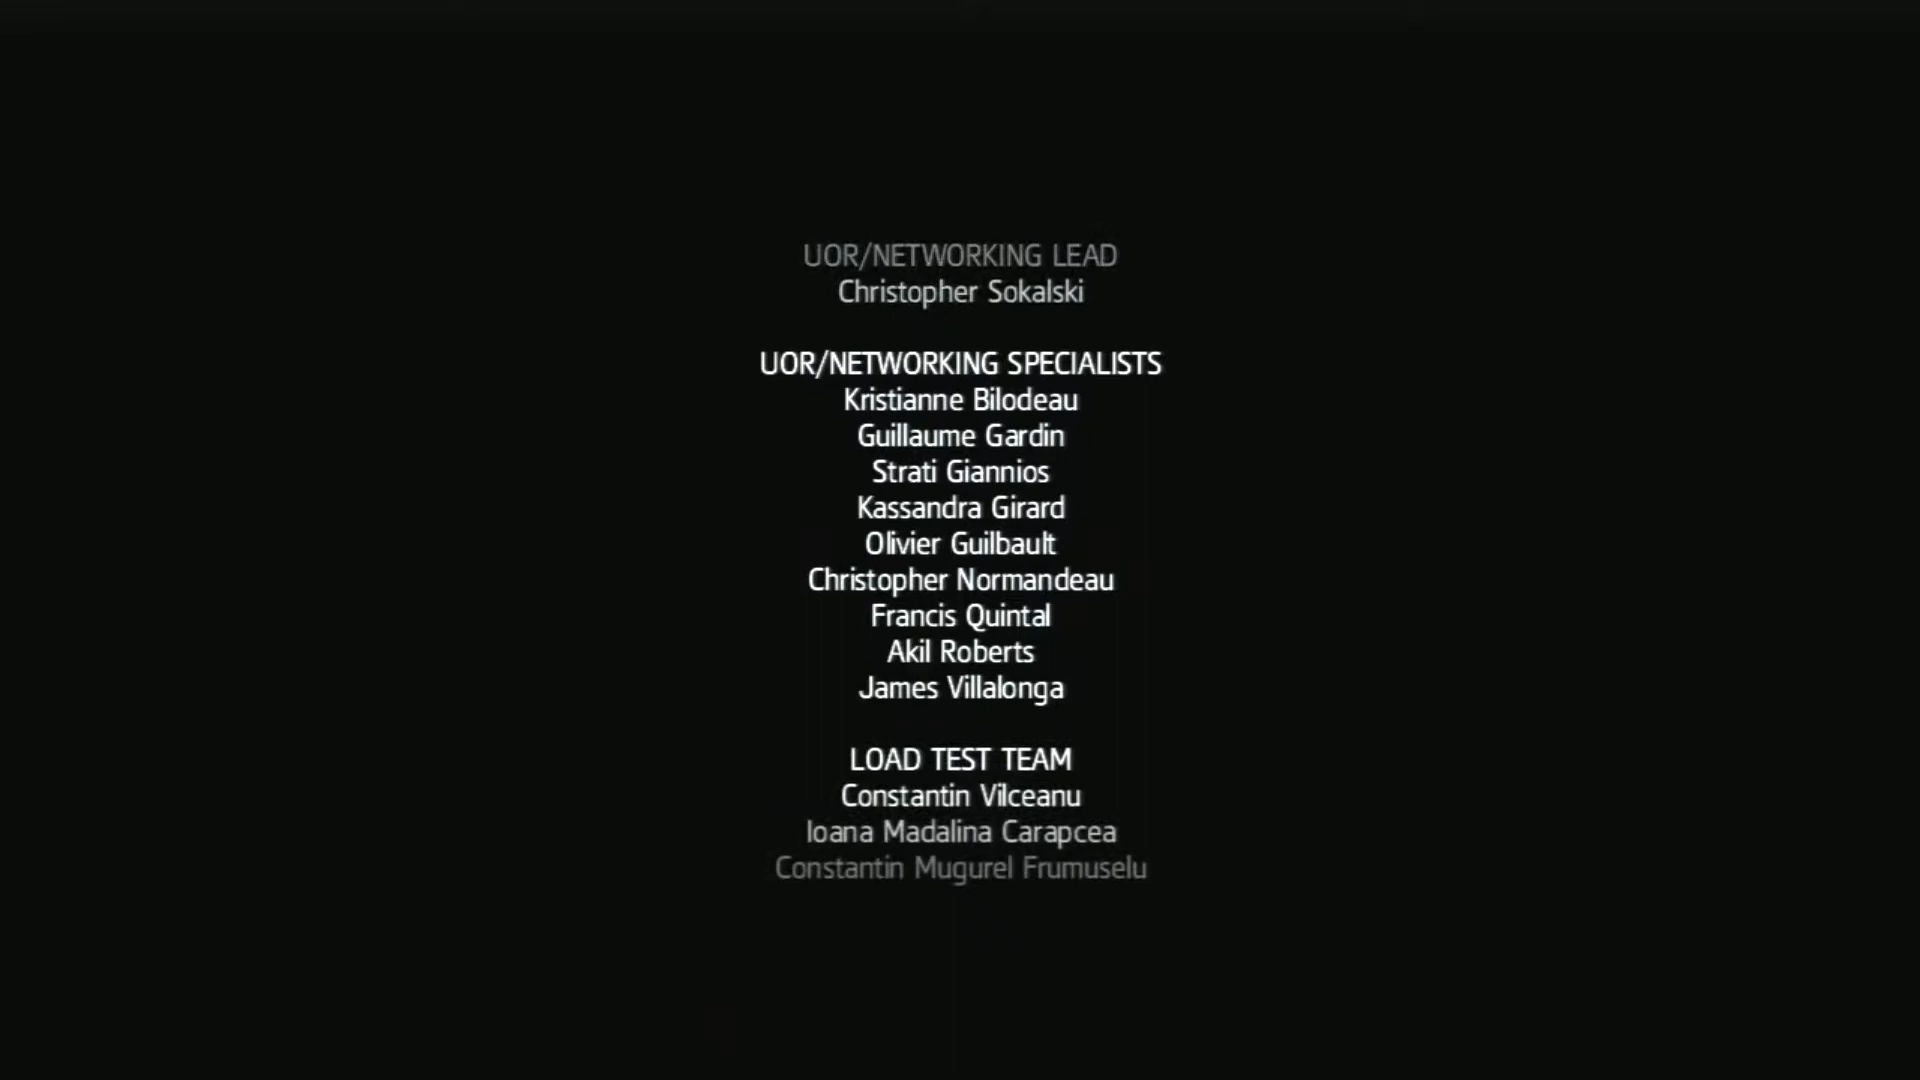 UOR/NETWORKING LEAD
Christopher Sokalski
UOR/NETWORKING SPECIALISTS
Kristianne Bilodeau
Guillaume Gardin
Strati Giannios
Kassandra Girard
Olivier Guilbault
Christopher Normandeau
Francis Quintal
Akil Roberts
James Villalonga
LOAD TEST TEAM
Constantin Vilceanu
Ioana Madalina Carapcea
Constantin Mugurel Frumuselu